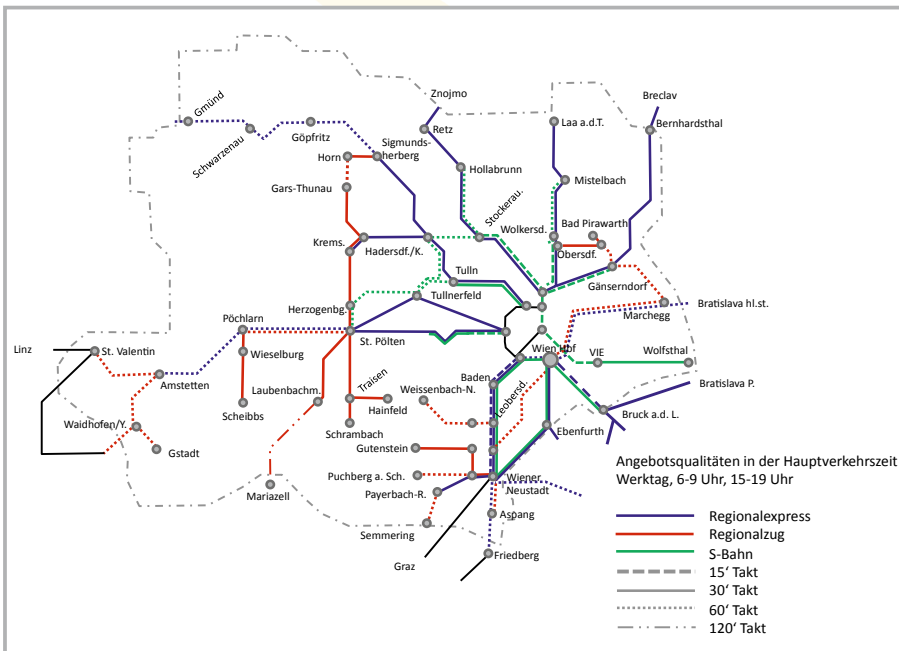 Znojmo
Breclav
Gmünd
Schwarzenau
Göpfritz
Sigmunds-
herberg
Retz
Laa a.d.T.
Bernhardsthal
Horn
Hollabrunn
Gars-Thunau
Mistelbach
Stockerau.
Wolkersd.
Bad Pirawarth
Krems.
Hadersdf./K.
Obersdf.
Tulln
Gänserndorf
Tullnerfeld
Herzogenbg.
Marchegg
Bratislava hl.st.
Pöchlarn
St. Pölten
Linz
St. Valentin
Wieselburg
Wien Hbf
VIE
Wolfsthal
Amstetten
Laubenbachm.
Traisen
Weissenbach-N.
Baden
Leobersd.
Bratislava P.
Scheibbs
Hainfeld
Bruck a.d. L.
Waidhofen/Y.
Schrambach
Ebenfurth
Gstadt
Gutenstein
Mariazell
Puchberg a. Sch.
Wiener
Neustadt
Payerbach-R.
Aspang
Semmering
Friedberg
Graz
Angebotsqualitäten in der Hauptverkehrszeit
Werktag, 6-9 Uhr, 15-19 Uhr
Regionalexpress
Regionalzug
S-Bahn
15‘ Takt
30‘ Takt
60‘ Takt
120‘ Takt